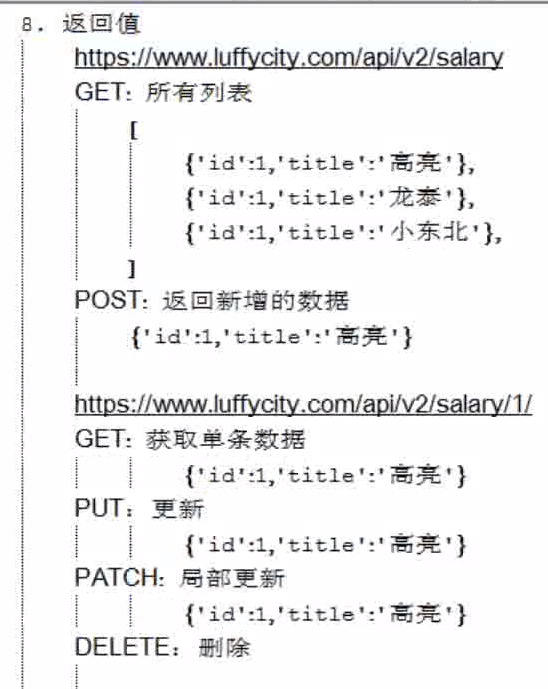 8. 返回值
https://www.luffycity.com/api/v2/salary
GET: 所有列表
[
{'id':1,'title':'高亮'},
{'id':1,'title':'龙泰'},
{'id':1,'title':'小东北'},
]
POST: 返回新增的数据
{'id':1,'title':'高亮'}
https://www.luffycity.com/api/v2/salary/1/
GET: 获取单条数据
{'id':1,'title':'高亮'}
PUT: 更新
{'id':1,'title':'高亮'}
PATCH: 局部更新
{'id':1,'title':'高亮'}
DELETE: 删除